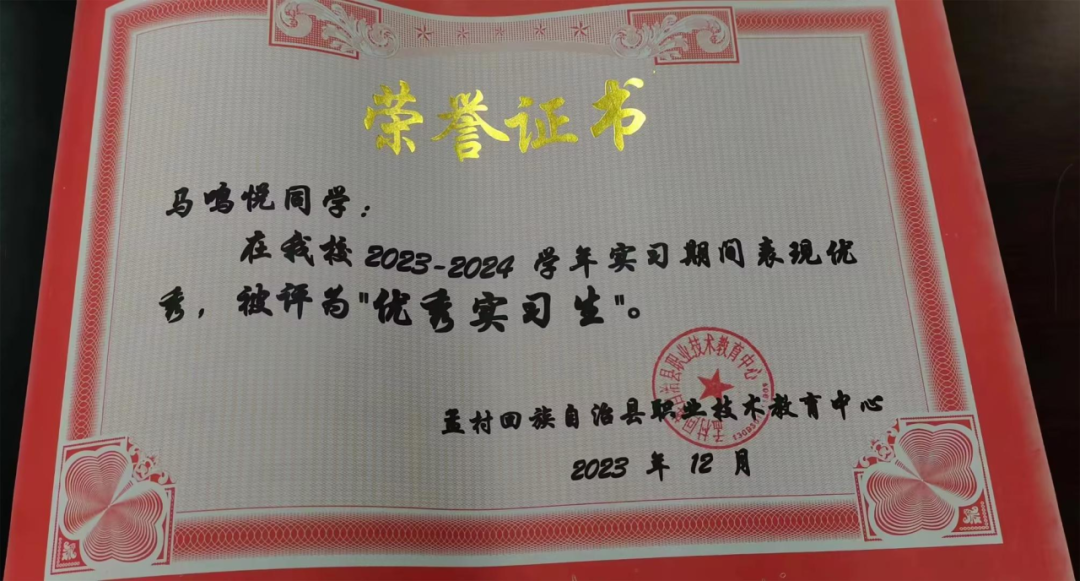 荣誉证书
马鸣悦同学：
在我校2023-2024学年实习期间表现优
秀，被评为"优秀实习生"。
孟村回族自治县职业技术教育中心
2023年12月